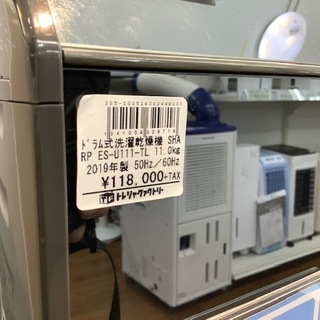 ドラム式洗濯乾燥機 SHA
RP ES-U111-TL 11.0kg
2019年製 50Hz／60Hz
¥118,000+TAX
トレジャーファクトリー